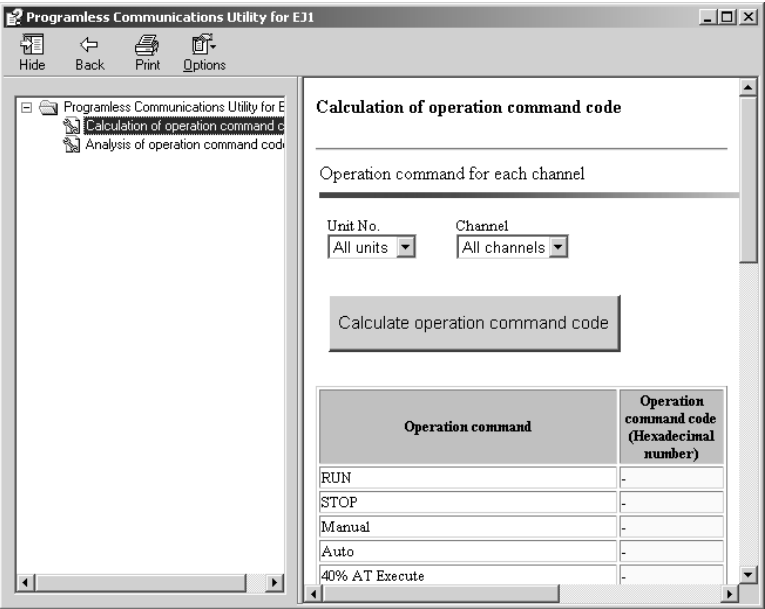 Programless Communications Utility for EJ1
Hide Back Print Options
Programless Communications Utility for E
Calculation of operation command c
Analysis of operation command cod
Calculation of operation command code
Operation command for each channel
Unit No. Channel
All units All channels
Calculate operation command code
Operation command
Operation
command code
(Hexadecimal
number)
RUN -
STOP -
Manual -
Auto -
40% AT Execute -